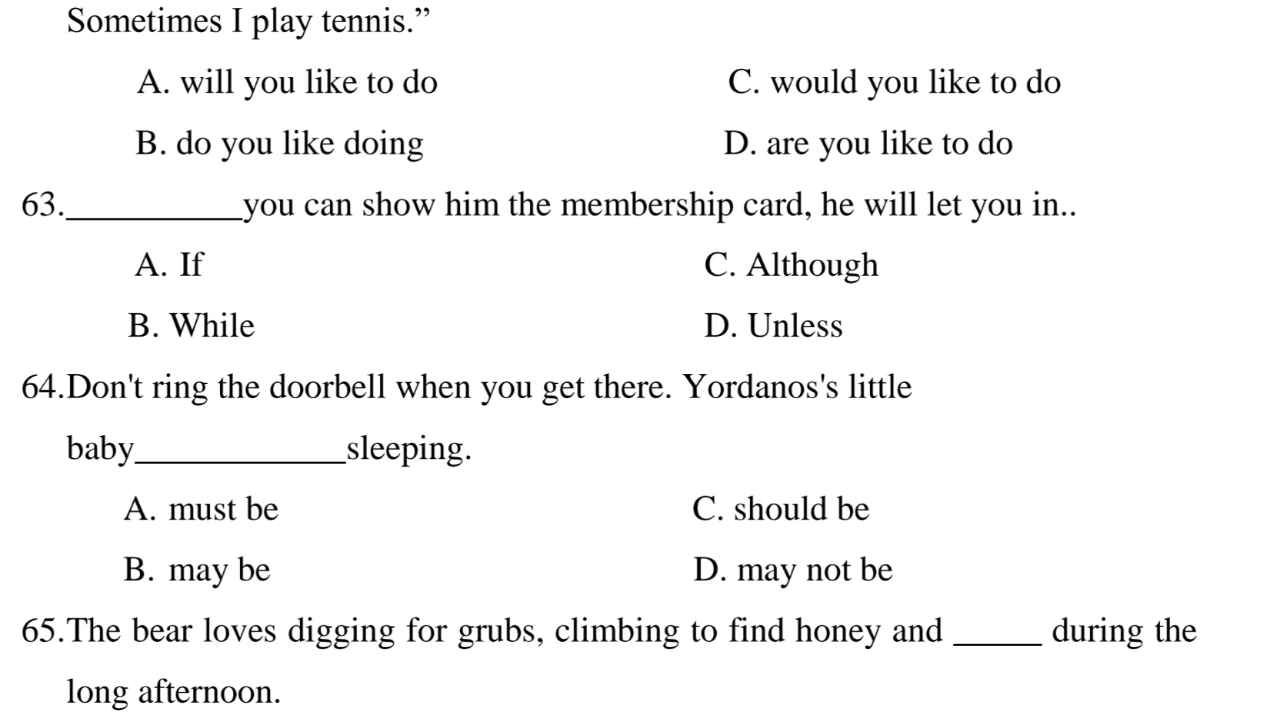 Sometimes I play tennis.”
A. will you like to do C. would you like to do
B. do you like doing D. are you like to do
63.__________you can show him the membership card, he will let you in..
A. If C. Although
B. While D. Unless
64.Don't ring the doorbell when you get there. Yordanos's little
baby____________sleeping.
A. must be C. should be
B. may be D. may not be
65.The bear loves digging for grubs, climbing to find honey and _____ during the
long afternoon.